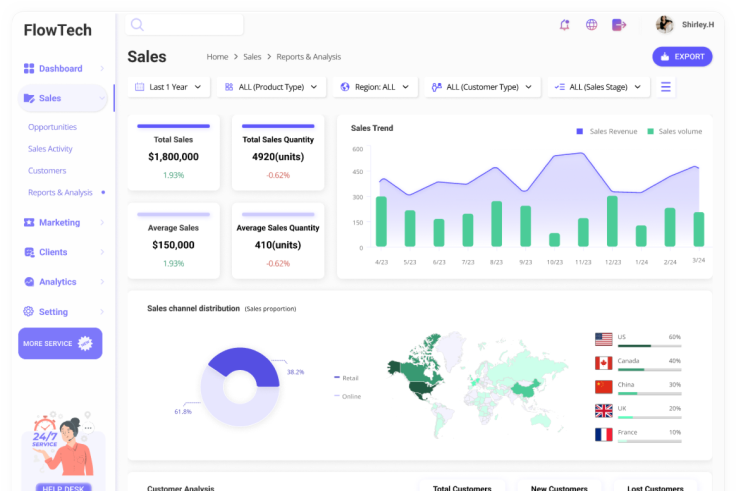 FlowTech
Shirley.H
Dashboard
Sales
Opportunities
Sales Activity
Customers
Reports & Analysis
Marketing
Clients
Analytics
Setting
MORE SERVICE
24/7
SERVICE
HELP DESK
Sales
Home > Sales > Reports & Analysis
EXPORT
Last 1 Year
ALL (Product Type)
Region: ALL
ALL (Customer Type)
ALL (Sales Stage)
Total Sales
$1,800,000
1.93%
Total Sales Quantity
4920(units)
-0.62%
Average Sales
$150,000
1.93%
Average Sales Quantity
410(units)
-0.62%
Sales Trend
Sales Revenue
Sales volume
600
450
300
150
0
4/23 5/23 6/23 7/23 8/23 9/23 10/23 11/23 12/23 1/24 2/24 3/24
Sales channel distribution (Sales proportion)
38.2%
61.8%
Retail
Online
US 60%
Canada 40%
China 30%
UK 20%
France 10%
Customer Analysis
Total Customers
New Customers
Lost Customers